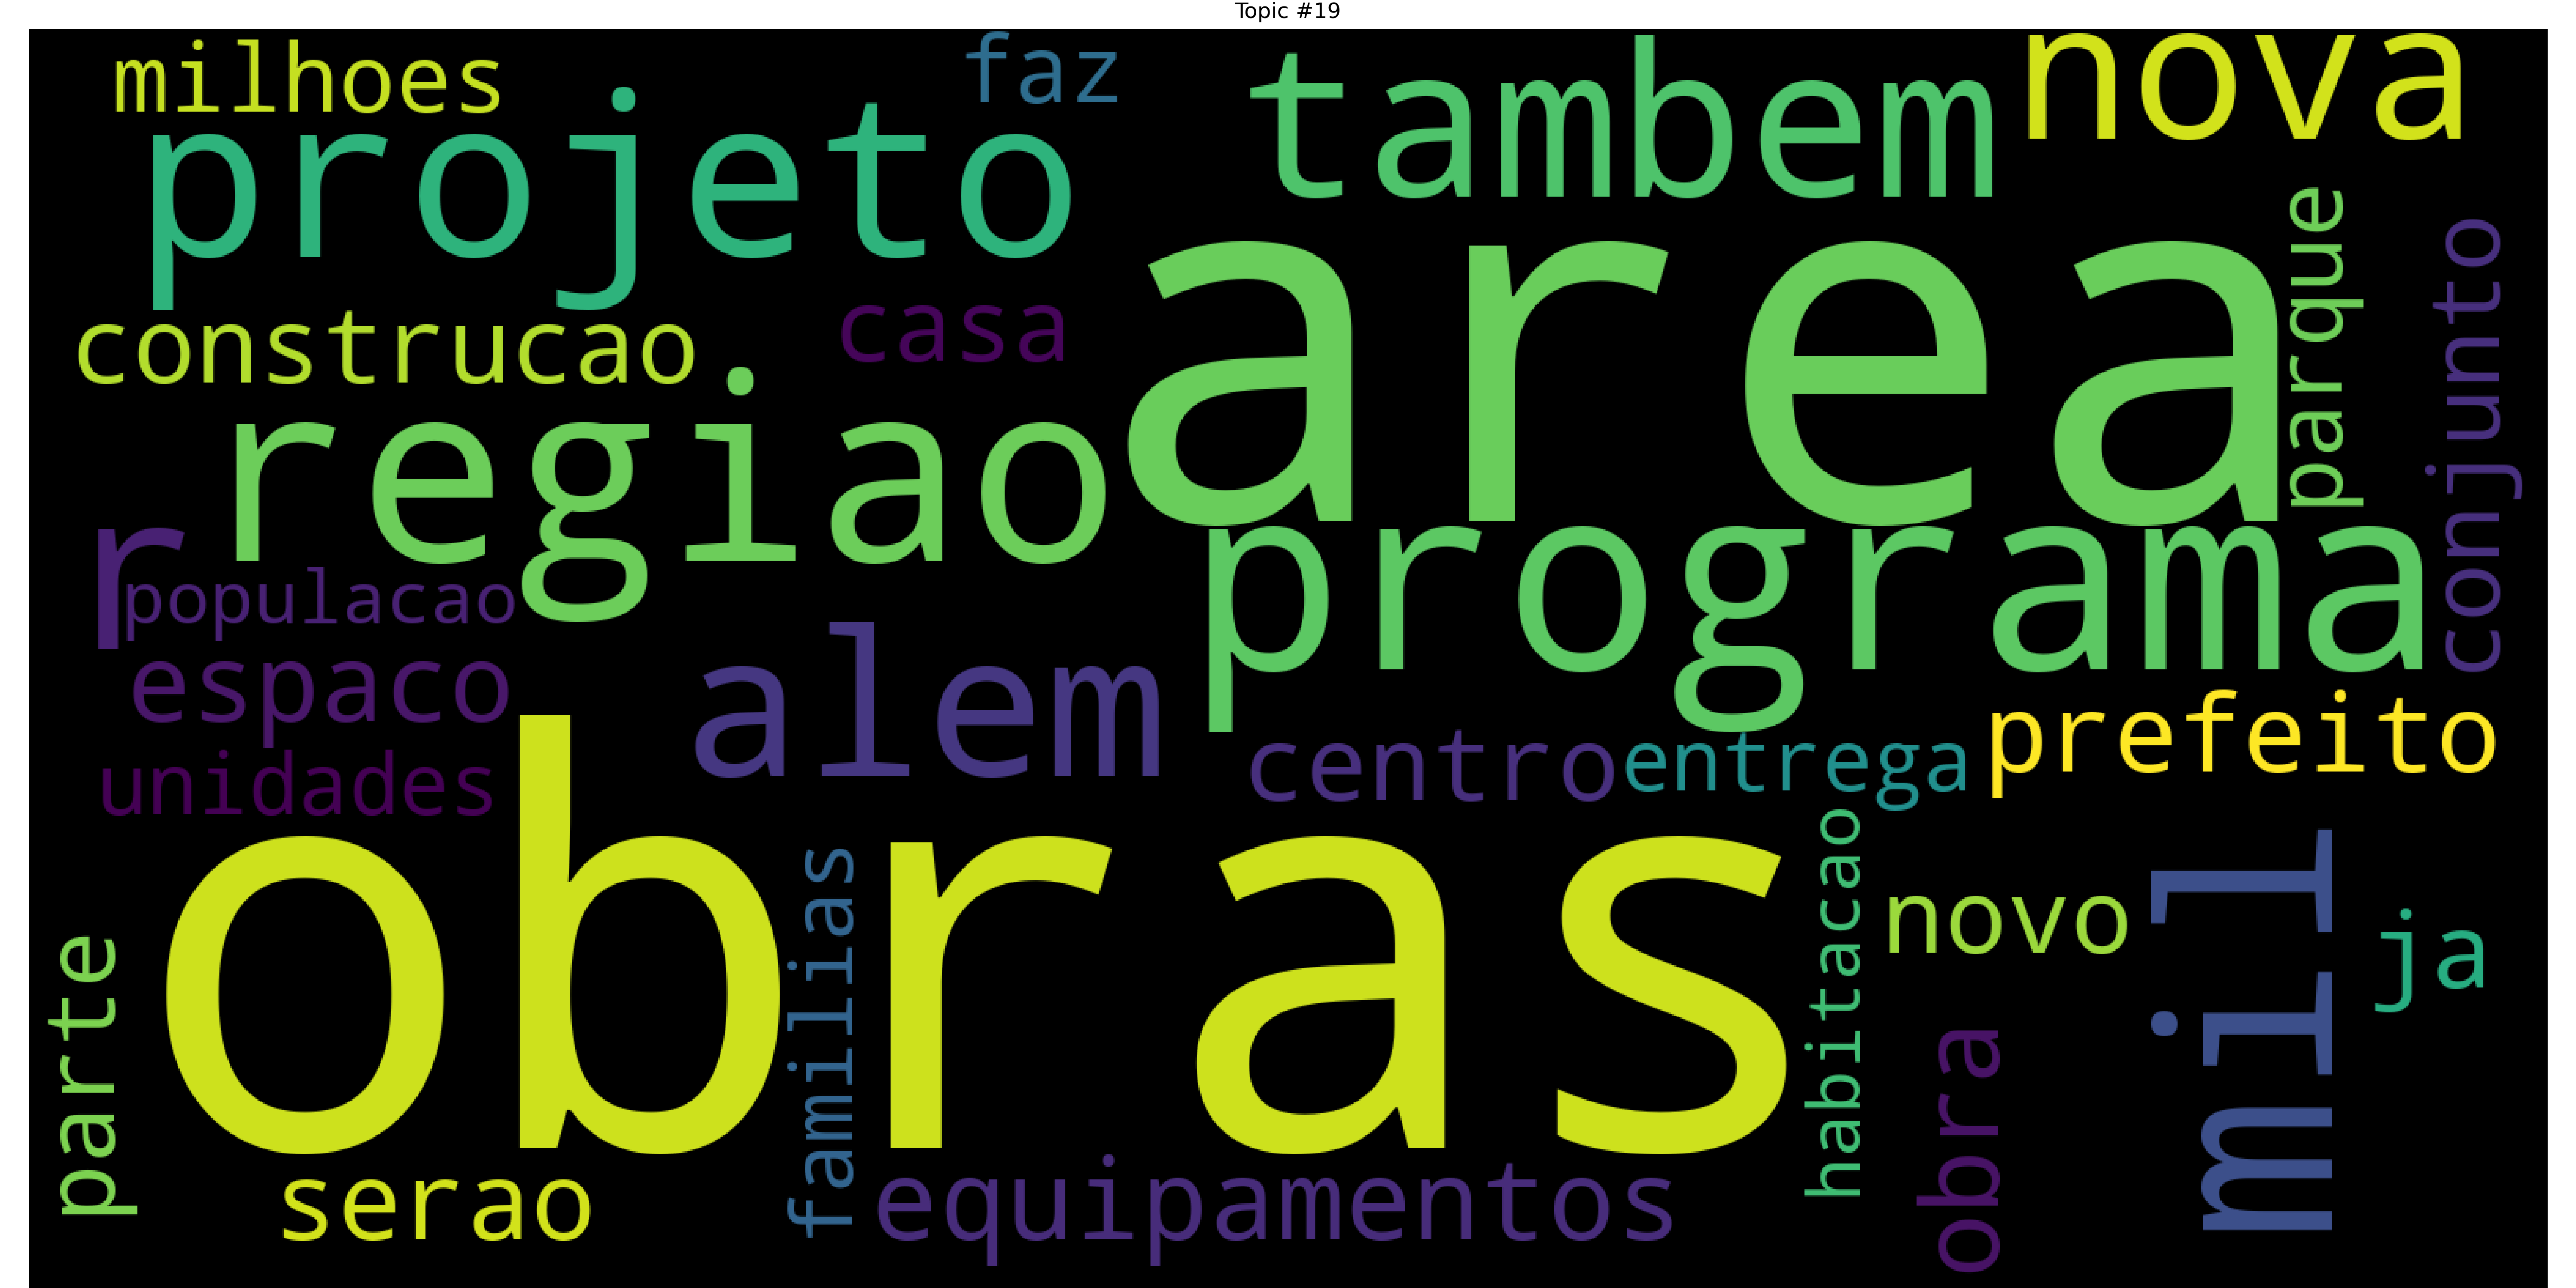 Topic #19
milhoes
faz
tambem
nova
projeto
parque
conjunto
area
construcao
casa
regiao
r
programa
populacao
espaco
alem
prefeito
centro
entrega
unidades
obras
familias
habitacao
novo
mil
ja
parte
obra
serao
equipamentos